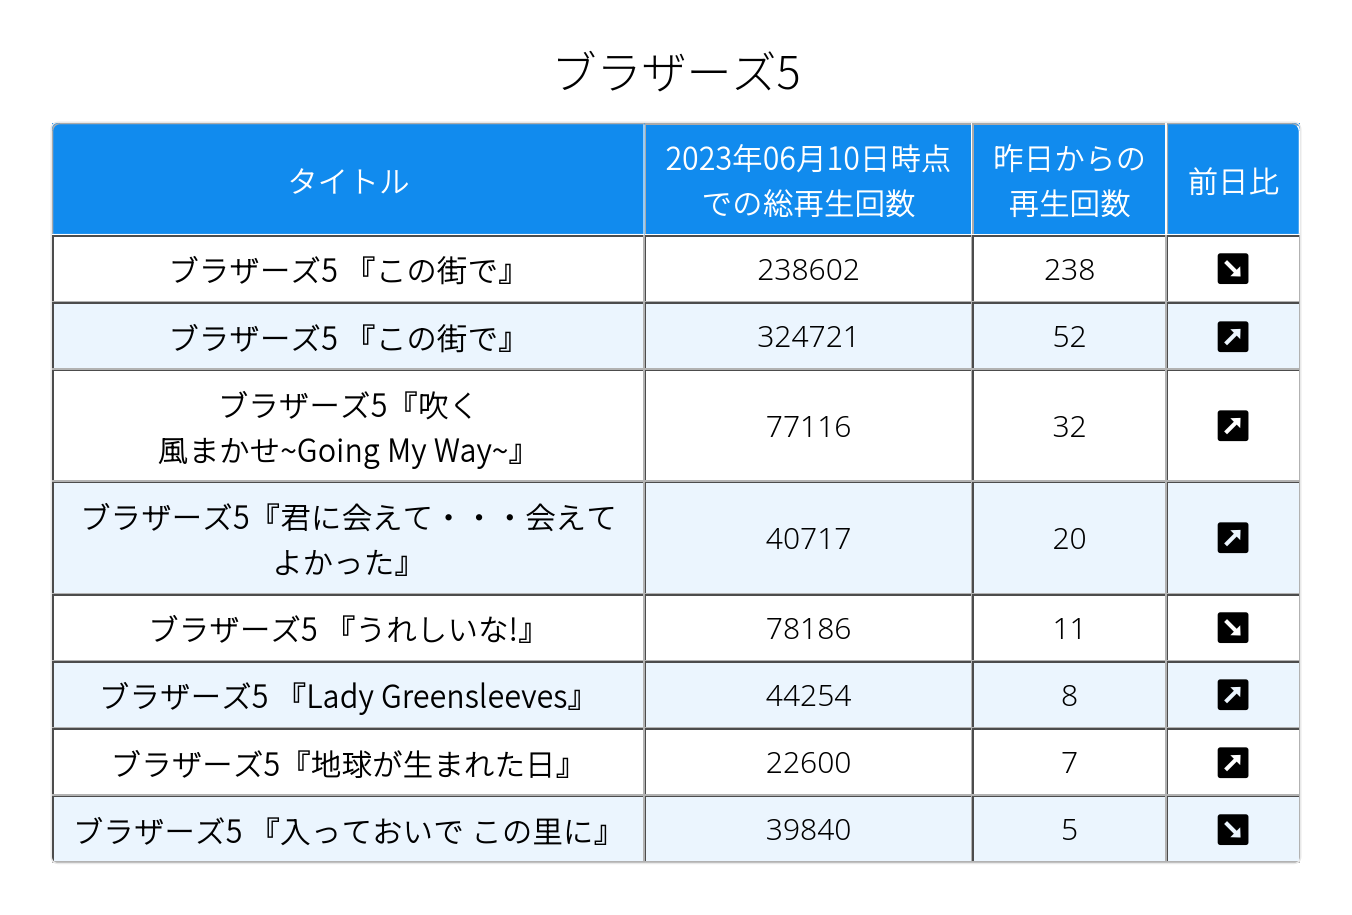 ブラザーズ5
タイトル
2023年06月10日時点
での総再生回数
昨日からの
再生回数
前日比
ブラザーズ5 『この街で』
238602
238
↘
ブラザーズ5 『この街で』
324721
52
↗
ブラザーズ5『吹く
風まかせ~Going My Way~』
77116
32
↗
ブラザーズ5『君に会えて・・・会えて
よかった』
40717
20
↗
ブラザーズ5 『うれしいな!』
78186
11
↘
ブラザーズ5 『Lady Greensleeves』
44254
8
↗
ブラザーズ5『地球が生まれた日』
22600
7
↗
ブラザーズ5 『入っておいで この里に』
39840
5
↘